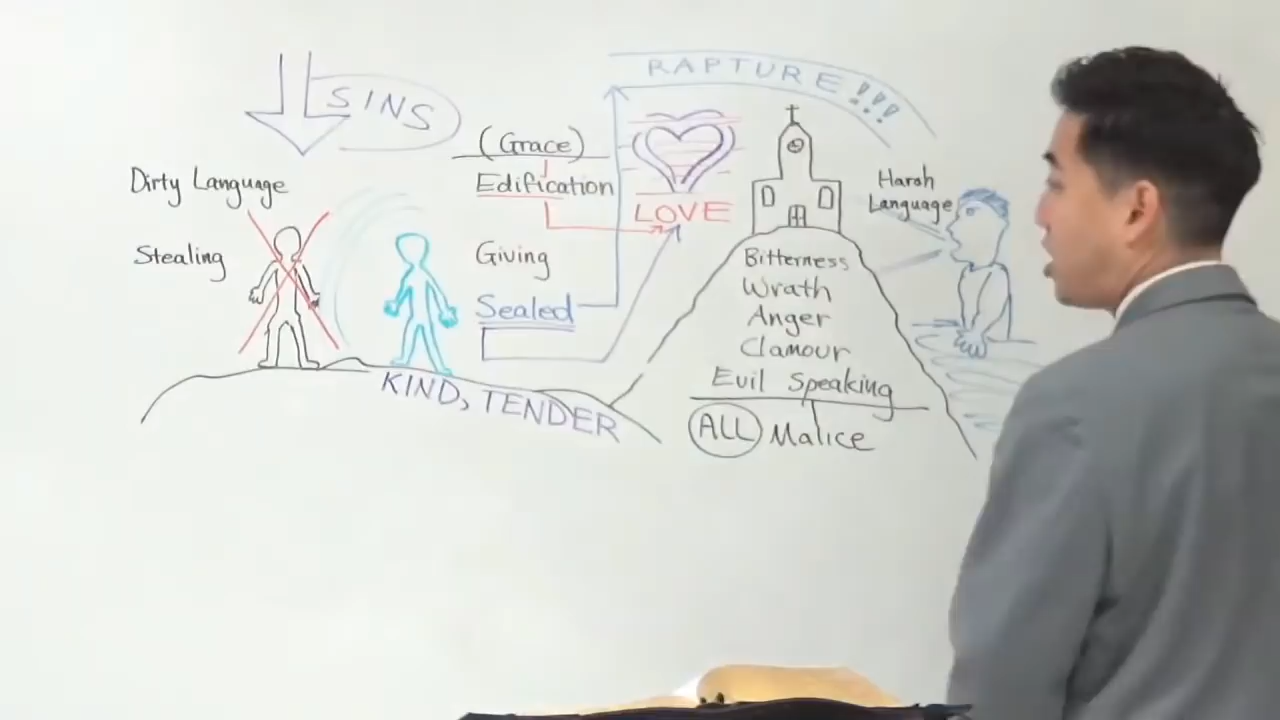 RAPTURE!!!
SINS
(Grace)
Edification
Dirty Language
Stealing
Giving
Sealed
LOVE
KIND, TENDER
Harsh
Language
Bitterness
Wrath
Anger
Clamour
Evil Speaking
ALL Malice